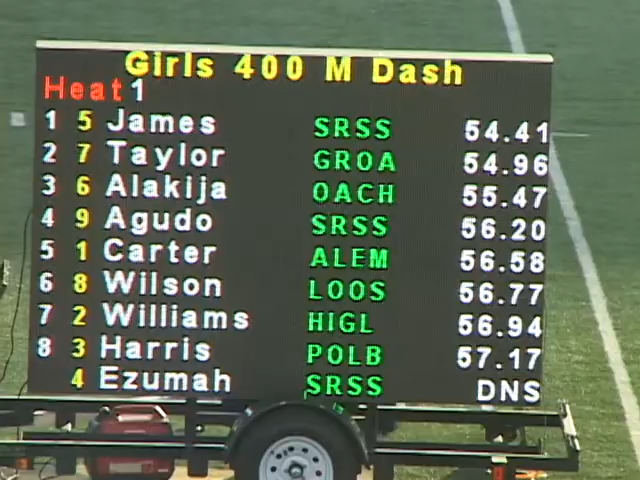 Girls 400 M Dash
Heat 1
1 5 James SRSS 54.41
2 7 Taylor GROA 54.96
3 6 Alakija OACH 55.47
4 9 Agudo SRSS 56.20
5 1 Carter ALEM 56.58
6 8 Wilson LOOS 56.77
7 2 Williams HIGL 56.94
8 3 Harris POLB 57.17
4 Ezumah SRSS DNS